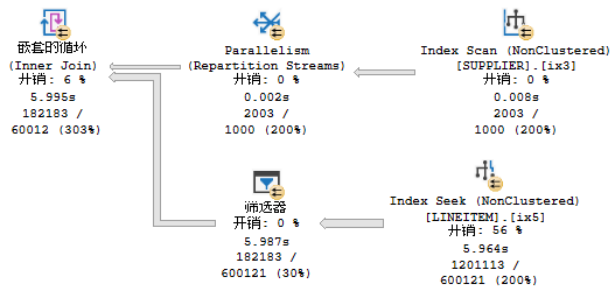 嵌套的循环
(Inner Join)
开销: 6 %
5.995s
182183 /
60012 (303%)
Parallelism
(Repartition Streams)
开销: 0 %
0.002s
2003 /
1000 (200%)
Index Scan (NonClustered)
[SUPPLIER].[ix3]
开销: 0 %
0.008s
2003 /
1000 (200%)
筛选器
开销: 0 %
5.987s
182183 /
600121 (30%)
Index Seek (NonClustered)
[LINEITEM].[ix5]
开销: 56 %
5.964s
1201113 /
600121 (200%)